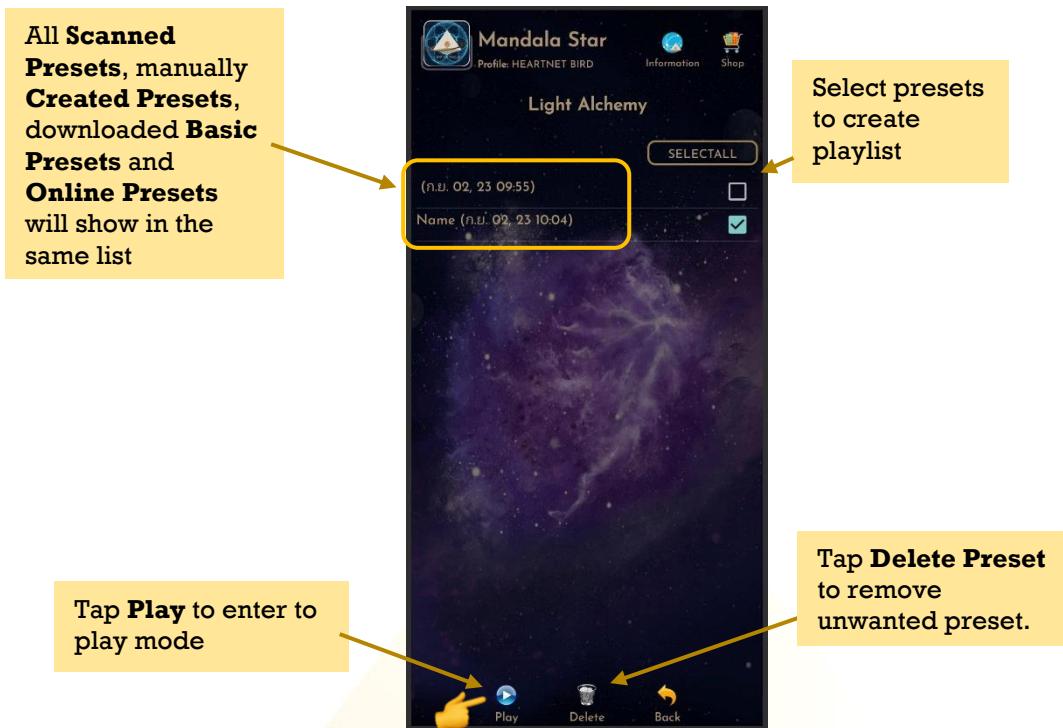 All Scanned
Presets, manually
Created Presets,
downloaded Basic
Presets and
Online Presets
will show in the
same list
Mandala Star
Profile: HEARTNET BIRD
Information
Shop
Light Alchemy
SELECTALL
(ก.ย. 02, 23 09:55)
Name (ก.ย. 02, 23 10:04)
Select presets
to create
playlist
Tap Play to enter to
play mode
Tap Delete Preset
to remove
unwanted preset.
Play
Delete
Back